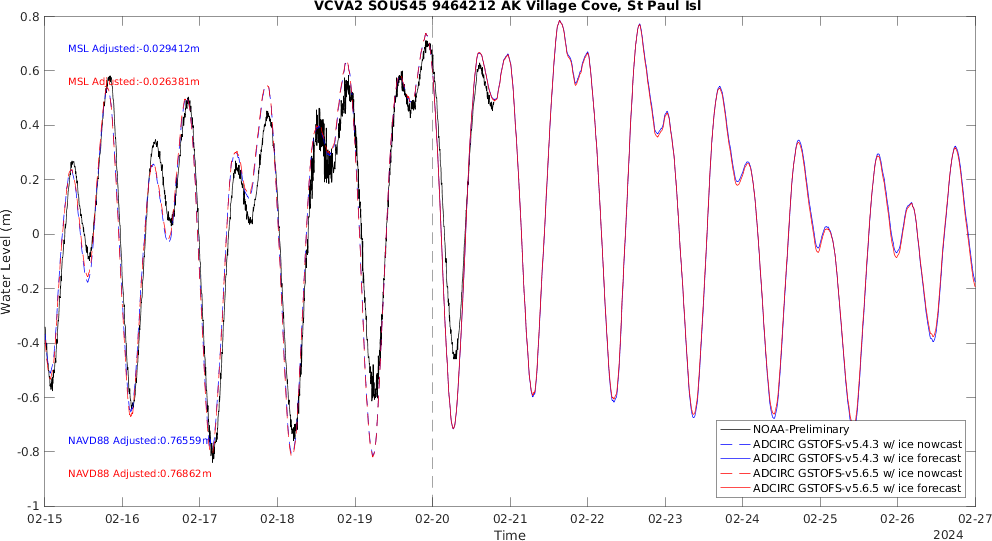 VCVA2 SOUS45 9464212 AK Village Cove, St Paul Isl
0.8
0.6
0.4
0.2
0
-0.2
-0.4
-0.6
-0.8
-1
Water Level (m)
MSL Adjusted:-0.029412m
MSL Adjusted:-0.026381m
NAVD88 Adjusted:0.76559m
NAVD88 Adjusted:0.76862m
NOAA-Preliminary
ADCIRC GSTOFS-v5.4.3 w/ ice nowcast
ADCIRC GSTOFS-v5.4.3 w/ ice forecast
ADCIRC GSTOFS-v5.6.5 w/ ice nowcast
ADCIRC GSTOFS-v5.6.5 w/ ice forecast
02-15 02-16 02-17 02-18 02-19 02-20 02-21 02-22 02-23 02-24 02-25 02-26 02-27
Time
2024